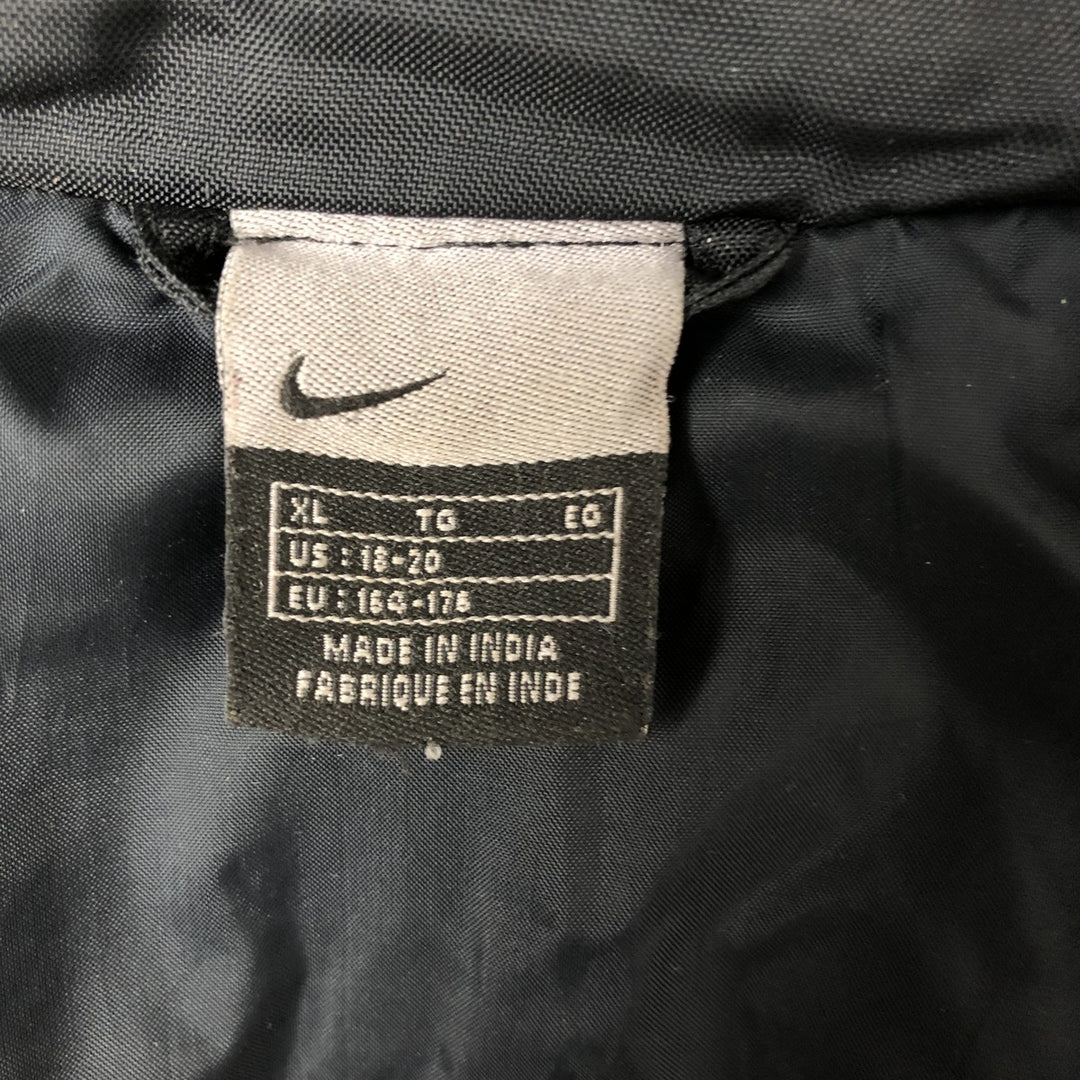 XL TG EG
US : 18-20
EU : 164-176
MADE IN INDIA
FABRIQUE EN INDE